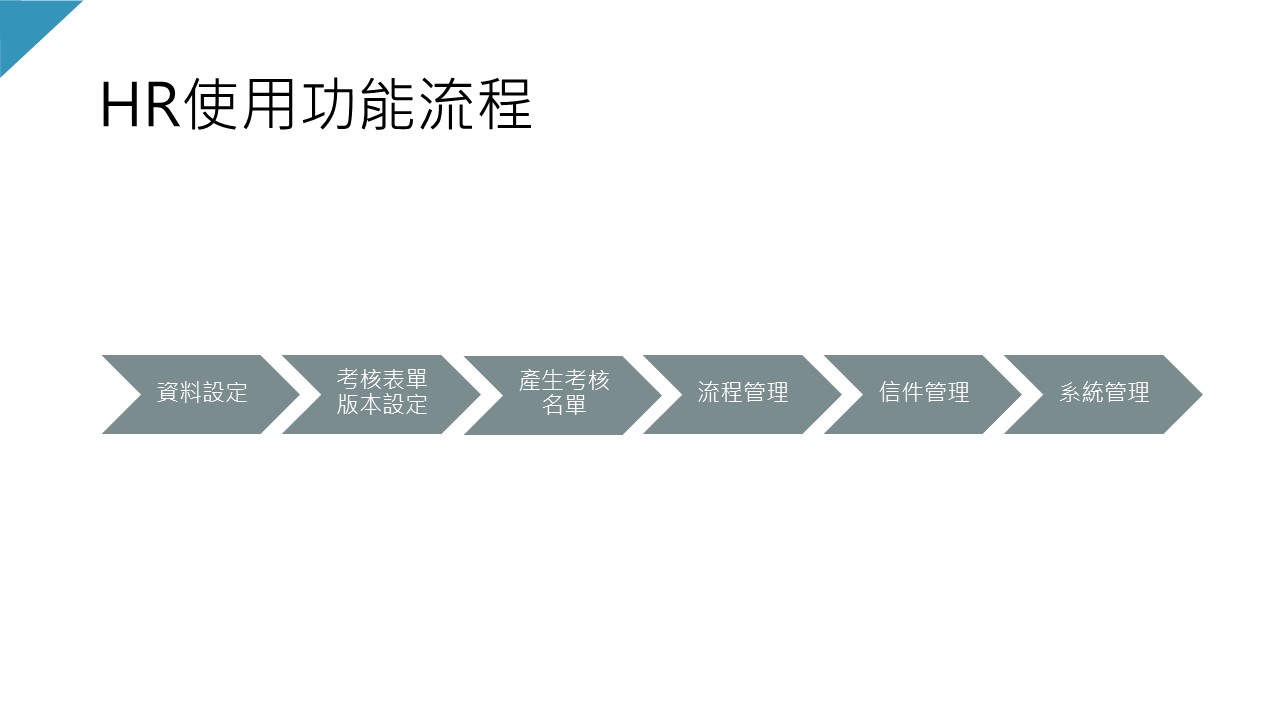 HR使用功能流程
資料設定
考核表單
版本設定
產生考核
名單
流程管理
信件管理
系統管理